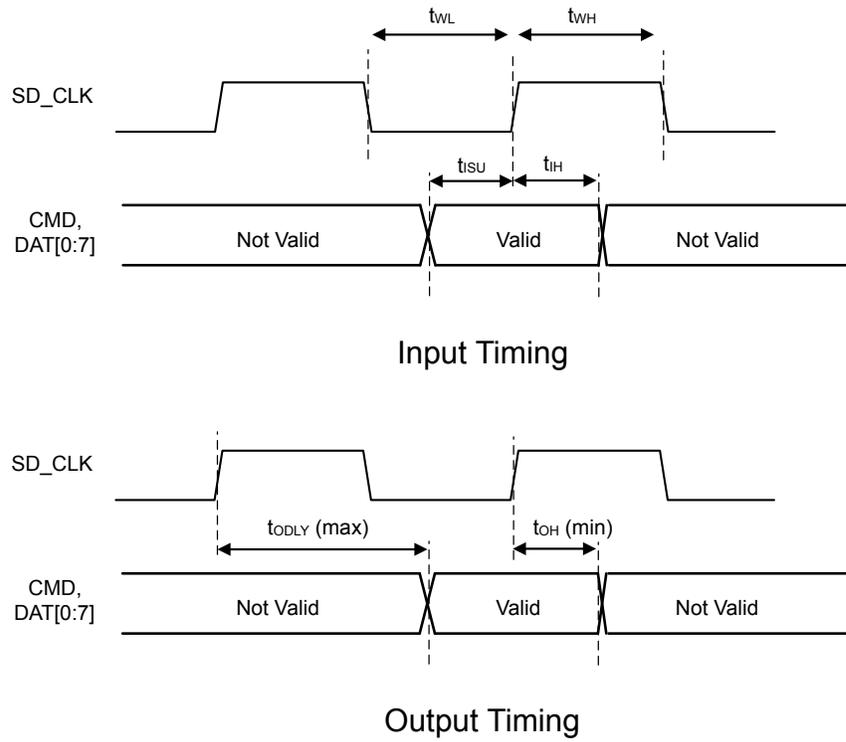 tWL
tWH
SD_CLK
tISU
tIH
CMD,
DAT[0:7]
Not Valid
Valid
Not Valid
Input Timing
SD_CLK
tODLY (max)
tOH (min)
CMD,
DAT[0:7]
Not Valid
Valid
Not Valid
Output Timing